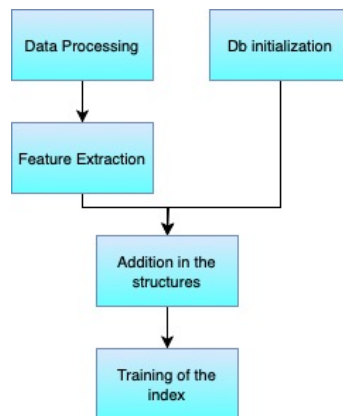 Data Processing
Db initialization
Feature Extraction
Addition in the
structures
Training of the
index